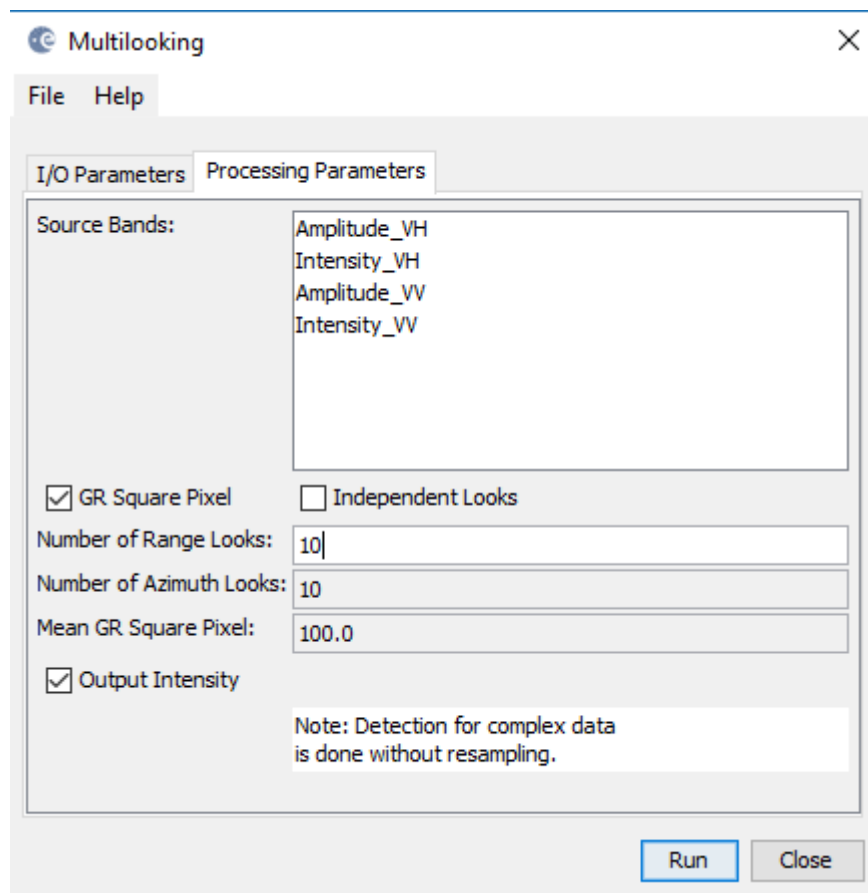 Multilooking
File Help
I/O Parameters Processing Parameters
Source Bands:
Amplitude_VH
Intensity_VH
Amplitude_VV
Intensity_VV
GR Square Pixel Independent Looks
Number of Range Looks: 10
Number of Azimuth Looks: 10
Mean GR Square Pixel: 100.0
Output Intensity
Note: Detection for complex data
is done without resampling.
Run Close